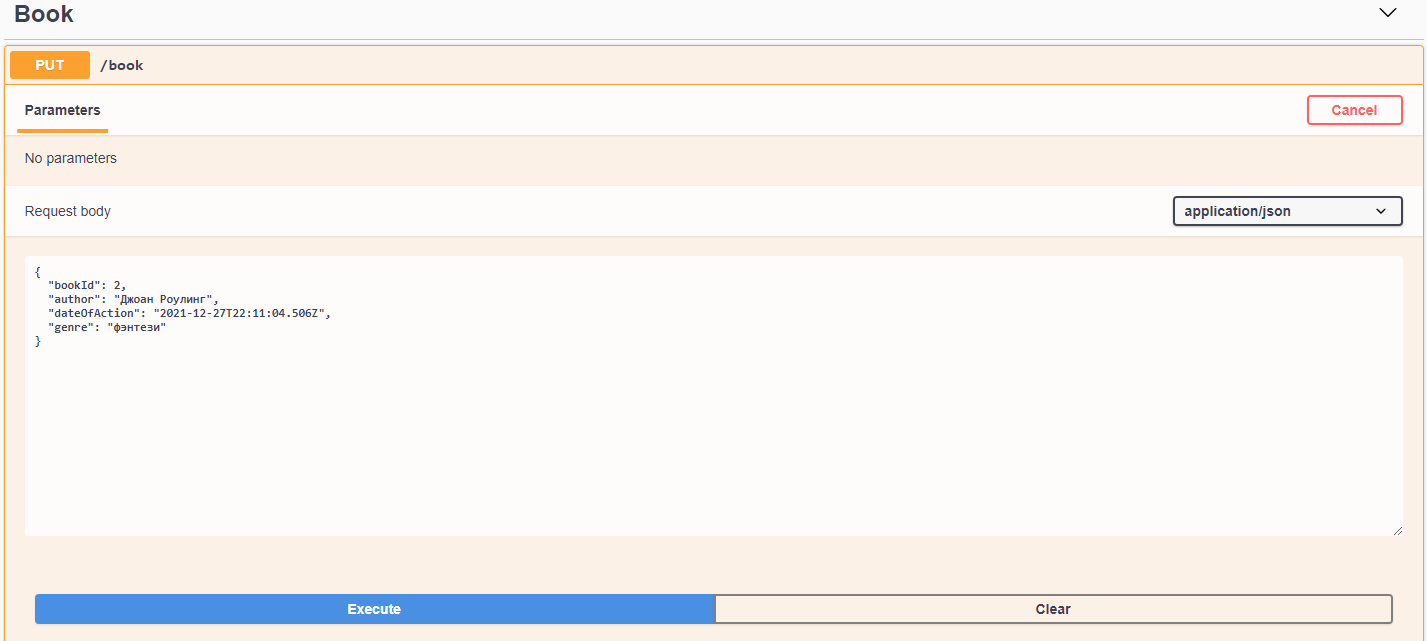 Book
PUT /book
Parameters
Cancel
No parameters
Request body
application/json
{
  "bookId": 2,
  "author": "Джоан Роулинг",
  "dateOfAction": "2021-12-27T22:11:04.506Z",
  "genre": "фэнтези"
}
Execute
Clear